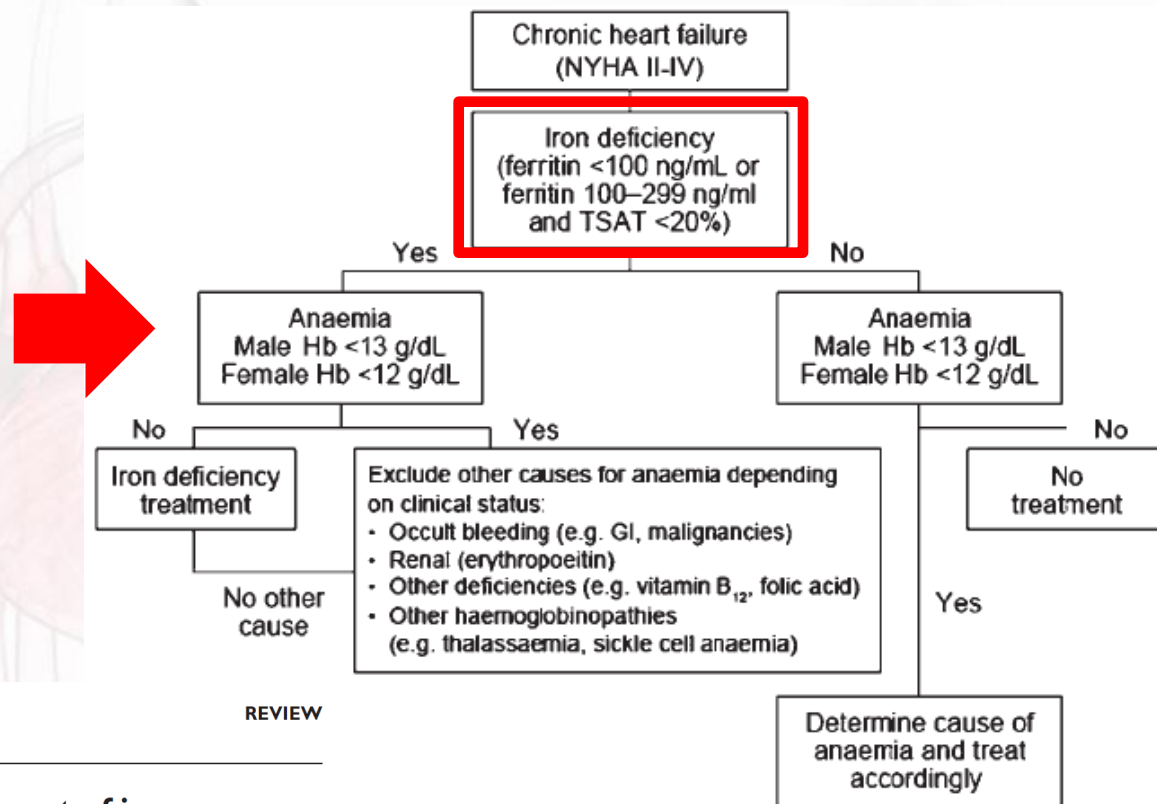 Chronic heart failure
(NYHA II-IV)
Iron deficiency
(ferritin <100 ng/mL or
ferritin 100–299 ng/ml
and TSAT <20%)
Yes
No
Anaemia
Male Hb <13 g/dL
Female Hb <12 g/dL
Anaemia
Male Hb <13 g/dL
Female Hb <12 g/dL
No
Yes
No
Iron deficiency
treatment
Exclude other causes for anaemia depending
on clinical status:
• Occult bleeding (e.g. GI, malignancies)
• Renal (erythropoeitin)
• Other deficiencies (e.g. vitamin B12, folic acid)
• Other haemoglobinopathies
(e.g. thalassaemia, sickle cell anaemia)
No
treatment
No other
cause
Yes
REVIEW
Determine cause of
anaemia and treat
accordingly